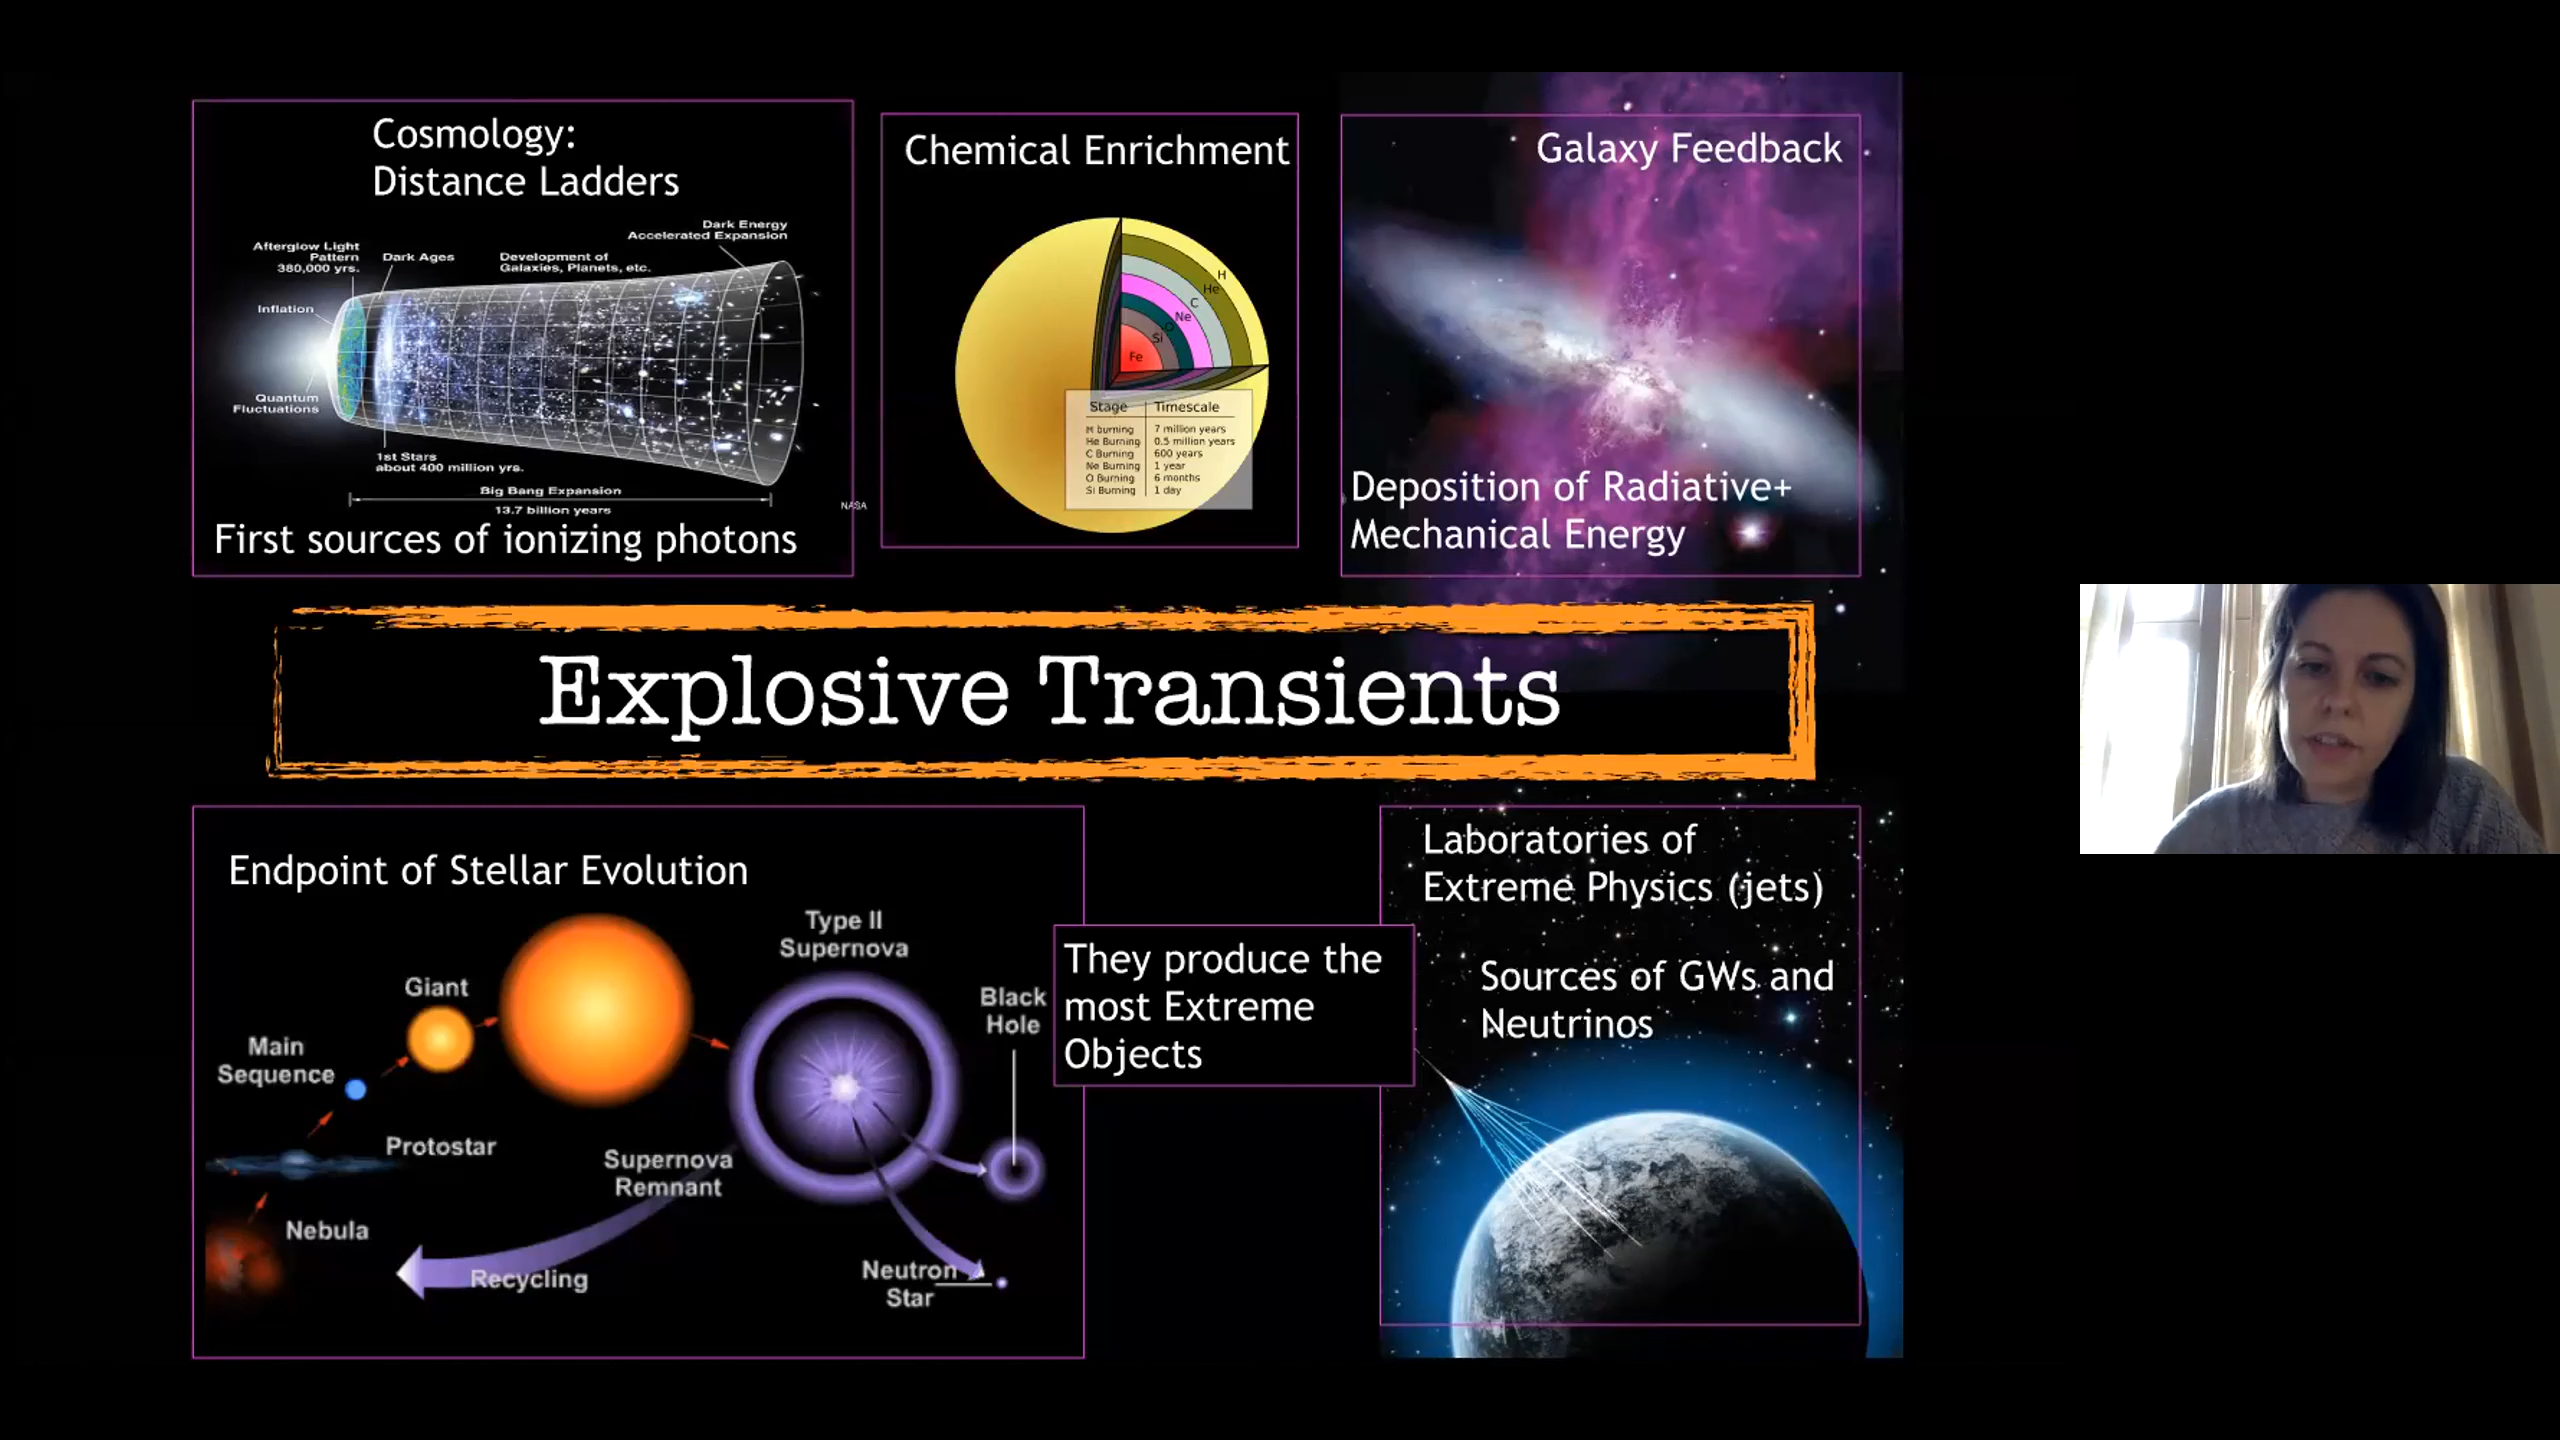 Cosmology:
Distance Ladders
Dark Energy
Accelerated Expansion
Afterglow Light
Pattern
380,000 yrs.
Dark Ages
Development of
Galaxies, Planets, etc.
Inflation
Quantum
Fluctuations
1st Stars
about 400 million yrs.
Big Bang Expansion
13.7 billion years
NASA
First sources of ionizing photons
Chemical Enrichment
H
He
C
Ne
O
Si
Fe
Stage Timescale
H burning 7 million years
He Burning 0.5 million years
C Burning 600 years
Ne Burning 1 year
O Burning 6 months
Si Burning 1 day
Galaxy Feedback
Deposition of Radiative+
Mechanical Energy
Explosive Transients
Endpoint of Stellar Evolution
Type II
Supernova
Giant
Black
Hole
Main
Sequence
Protostar
Supernova
Remnant
Nebula
Recycling
Neutron
Star
They produce the
most Extreme
Objects
Laboratories of
Extreme Physics (jets)
Sources of GWs and
Neutrinos